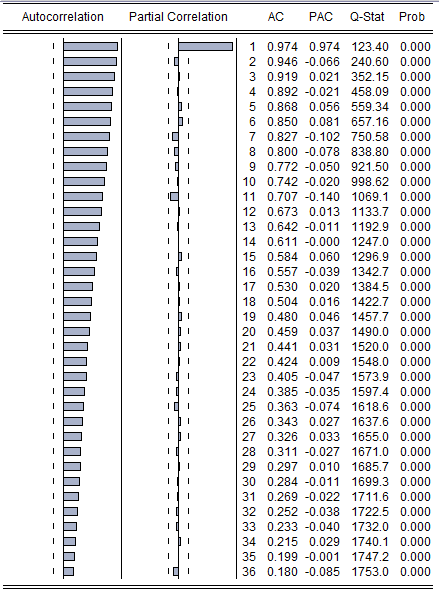 Autocorrelation Partial Correlation AC PAC Q-Stat Prob
1 0.974 0.974 123.40 0.000
2 0.946 -0.066 240.60 0.000
3 0.919 0.021 352.15 0.000
4 0.892 -0.021 458.09 0.000
5 0.868 0.056 559.34 0.000
6 0.850 0.081 657.16 0.000
7 0.827 -0.102 750.58 0.000
8 0.800 -0.078 838.80 0.000
9 0.772 -0.050 921.50 0.000
10 0.742 -0.020 998.62 0.000
11 0.707 -0.140 1069.1 0.000
12 0.673 0.013 1133.7 0.000
13 0.642 -0.011 1192.9 0.000
14 0.611 -0.000 1247.0 0.000
15 0.584 0.060 1296.9 0.000
16 0.557 -0.039 1342.7 0.000
17 0.530 0.020 1384.5 0.000
18 0.504 0.016 1422.7 0.000
19 0.480 0.046 1457.7 0.000
20 0.459 0.037 1490.0 0.000
21 0.441 0.031 1520.0 0.000
22 0.424 0.009 1548.0 0.000
23 0.405 -0.047 1573.9 0.000
24 0.385 -0.035 1597.4 0.000
25 0.363 -0.074 1618.6 0.000
26 0.343 0.027 1637.6 0.000
27 0.326 0.033 1655.0 0.000
28 0.311 -0.027 1671.0 0.000
29 0.297 0.010 1685.7 0.000
30 0.284 -0.011 1699.3 0.000
31 0.269 -0.022 1711.6 0.000
32 0.252 -0.038 1722.5 0.000
33 0.233 -0.040 1732.0 0.000
34 0.215 0.029 1740.1 0.000
35 0.199 -0.001 1747.2 0.000
36 0.180 -0.085 1753.0 0.000